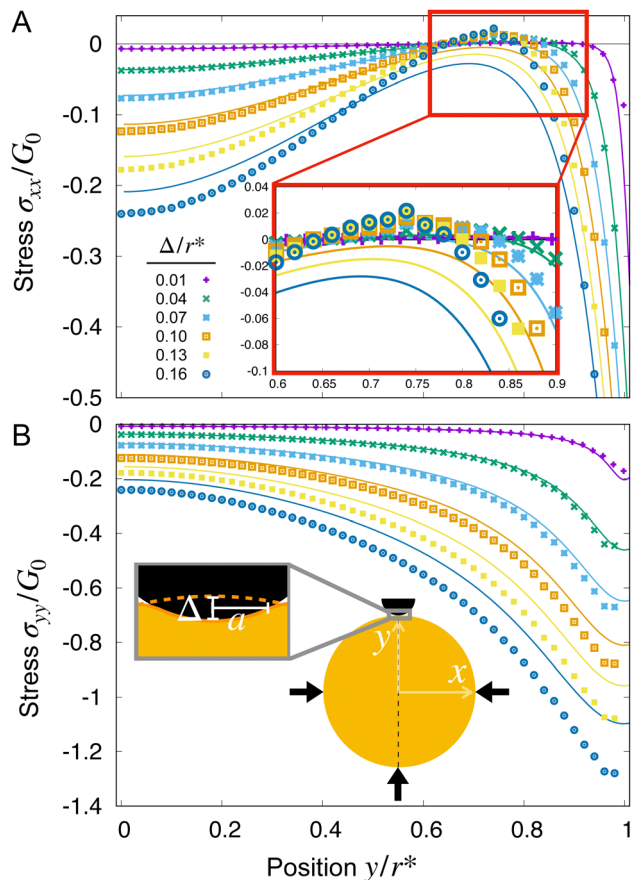 A
Stress σxx/G0
0
-0.1
-0.2
-0.3
-0.4
-0.5
Δ/r*
0.01
0.04
0.07
0.10
0.13
0.16
0.04
0.02
0
-0.02
-0.04
-0.06
-0.08
-0.1
0.6 0.65 0.7 0.75 0.8 0.85 0.9
B
Stress σyy/G0
0
-0.2
-0.4
-0.6
-0.8
-1
-1.2
-1.4
Δ
a
y
x
0 0.2 0.4 0.6 0.8 1
Position y/r*